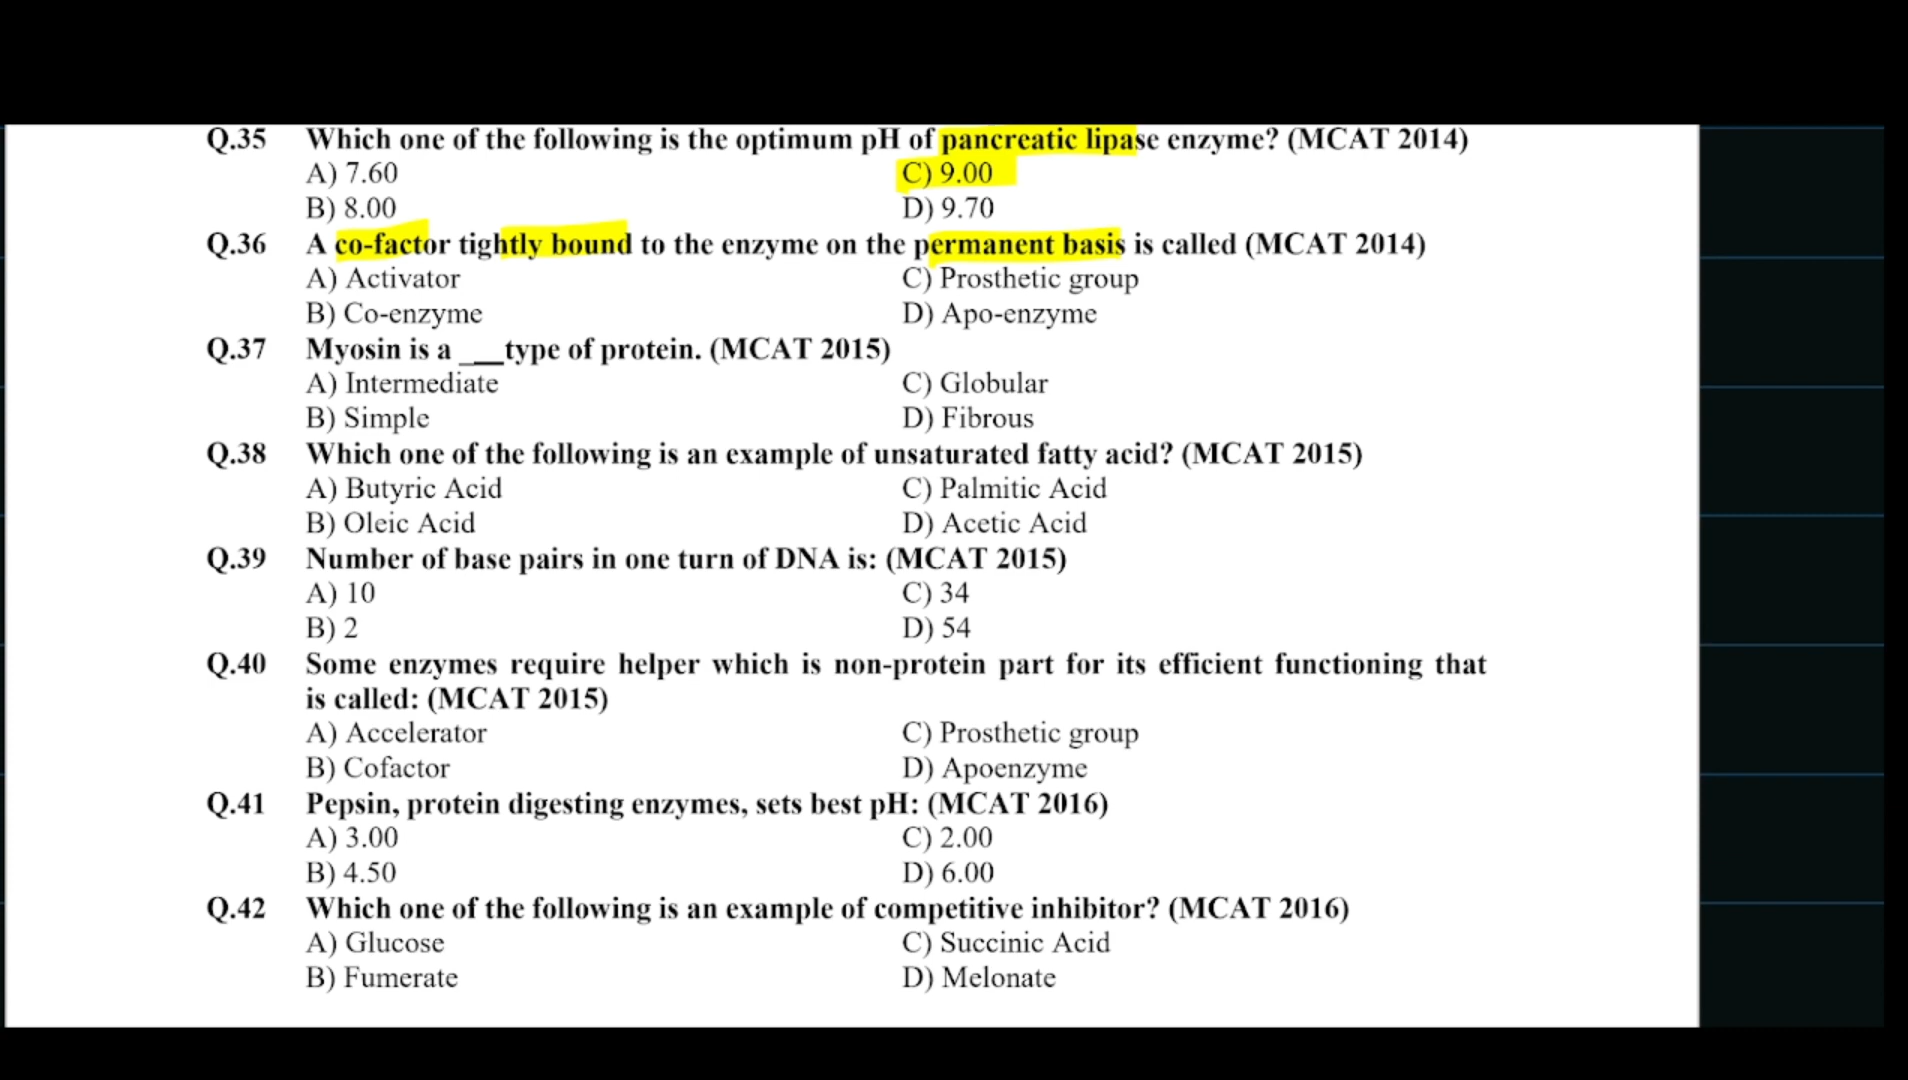 Q.35 Which one of the following is the optimum pH of pancreatic lipase enzyme? (MCAT 2014)
A) 7.60 C) 9.00
B) 8.00 D) 9.70
Q.36 A co-factor tightly bound to the enzyme on the permanent basis is called (MCAT 2014)
A) Activator C) Prosthetic group
B) Co-enzyme D) Apo-enzyme
Q.37 Myosin is a ___type of protein. (MCAT 2015)
A) Intermediate C) Globular
B) Simple D) Fibrous
Q.38 Which one of the following is an example of unsaturated fatty acid? (MCAT 2015)
A) Butyric Acid C) Palmitic Acid
B) Oleic Acid D) Acetic Acid
Q.39 Number of base pairs in one turn of DNA is: (MCAT 2015)
A) 10 C) 34
B) 2 D) 54
Q.40 Some enzymes require helper which is non-protein part for its efficient functioning that
is called: (MCAT 2015)
A) Accelerator C) Prosthetic group
B) Cofactor D) Apoenzyme
Q.41 Pepsin, protein digesting enzymes, sets best pH: (MCAT 2016)
A) 3.00 C) 2.00
B) 4.50 D) 6.00
Q.42 Which one of the following is an example of competitive inhibitor? (MCAT 2016)
A) Glucose C) Succinic Acid
B) Fumerate D) Melonate